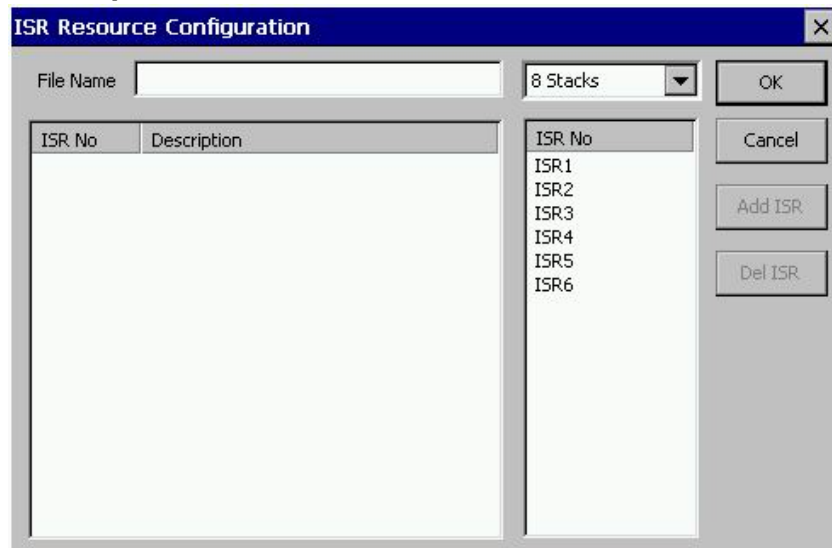 ISR Resource Configuration
File Name 8 Stacks OK
ISR No Description ISR No Cancel
ISR1
ISR2
ISR3 Add ISR
ISR4
ISR5 Del ISR
ISR6